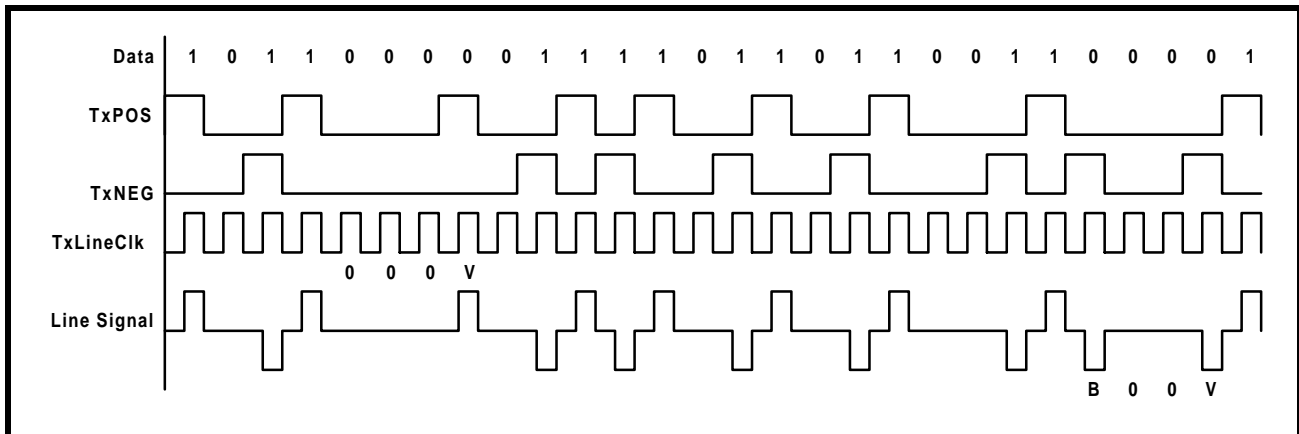 Data 1 0 1 1 0 0 0 0 0 1 1 1 1 0 1 1 0 1 1 0 0 1 1 0 0 0 0 1
TxPOS
TxNEG
TxLineClk
0 0 0 V
Line Signal
B 0 0 V